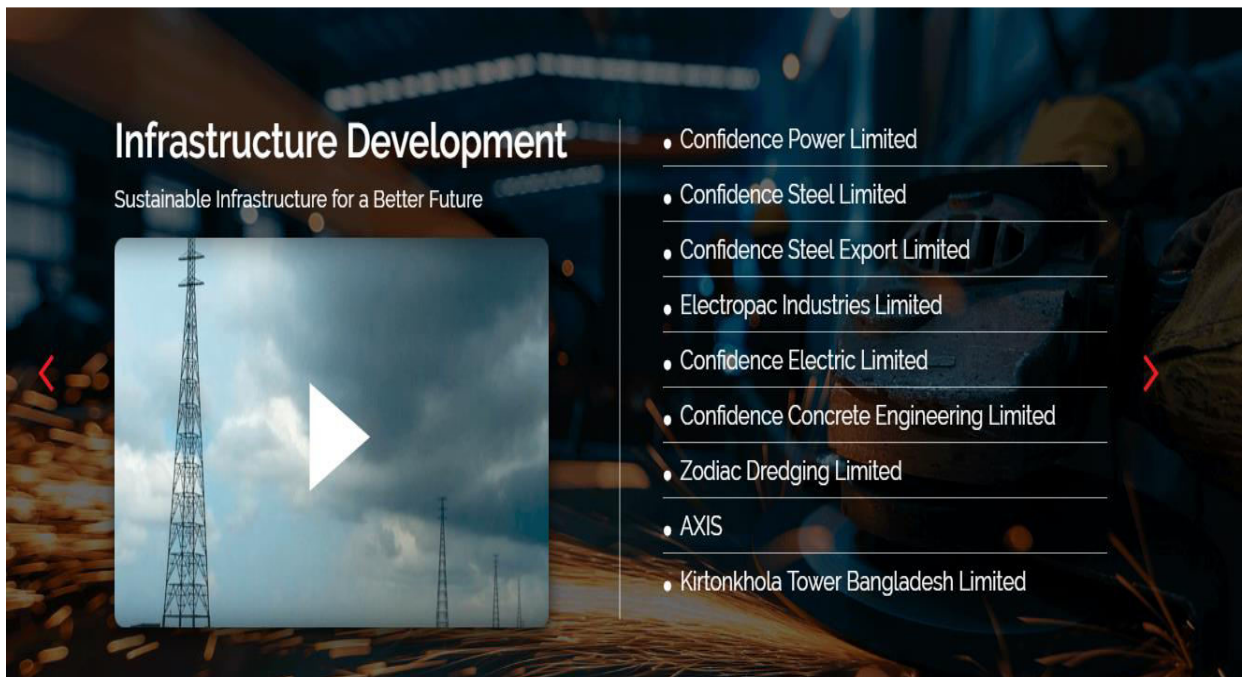 Infrastructure Development
Sustainable Infrastructure for a Better Future
Confidence Power Limited
Confidence Steel Limited
Confidence Steel Export Limited
Electropac Industries Limited
Confidence Electric Limited
Confidence Concrete Engineering Limited
Zodiac Dredging Limited
AXIS
Kirtonkhola Tower Bangladesh Limited